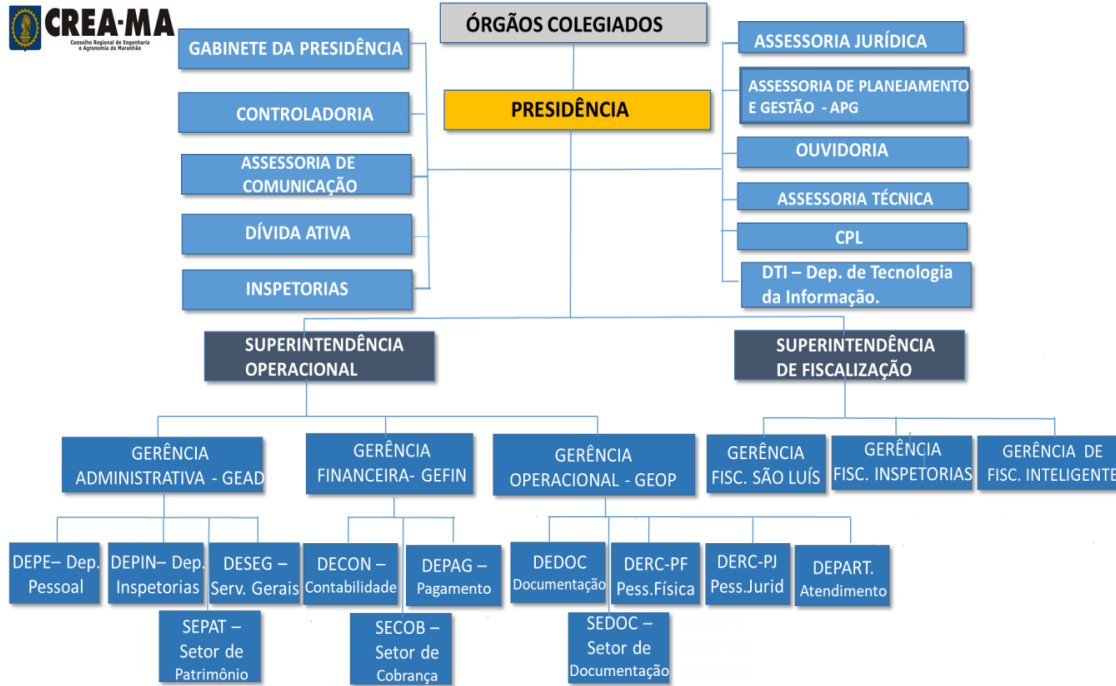 CREA-MA
Conselho Regional de Engenharia
e Agronomia do Maranhão
ÓRGÃOS COLEGIADOS
PRESIDÊNCIA
GABINETE DA PRESIDÊNCIA
CONTROLADORIA
ASSESSORIA DE
COMUNICAÇÃO
DÍVIDA ATIVA
INSPETORIAS
ASSESSORIA JURÍDICA
ASSESSORIA DE PLANEJAMENTO
E GESTÃO - APG
OUVIDORIA
ASSESSORIA TÉCNICA
CPL
DTI – Dep. de Tecnologia
da Informação.
SUPERINTENDÊNCIA
OPERACIONAL
SUPERINTENDÊNCIA
DE FISCALIZAÇÃO
GERÊNCIA
ADMINISTRATIVA - GEAD
GERÊNCIA
FINANCEIRA- GEFIN
GERÊNCIA
OPERACIONAL - GEOP
GERÊNCIA
FISC. SÃO LUÍS
GERÊNCIA
FISC. INSPETORIAS
GERÊNCIA DE
FISC. INTELIGENTE
DEPE– Dep.
Pessoal
DEPIN– Dep.
Inspetorias
DESEG –
Serv. Gerais
DECON –
Contabilidade
DEPAG –
Pagamento
DEDOC
Documentação
DERC-PF
Pess.Física
DERC-PJ
Pess.Jurid
DEPART.
Atendimento
SEPAT –
Setor de
Patrimônio
SECOB –
Setor de
Cobrança
SEDOC –
Setor de
Documentação